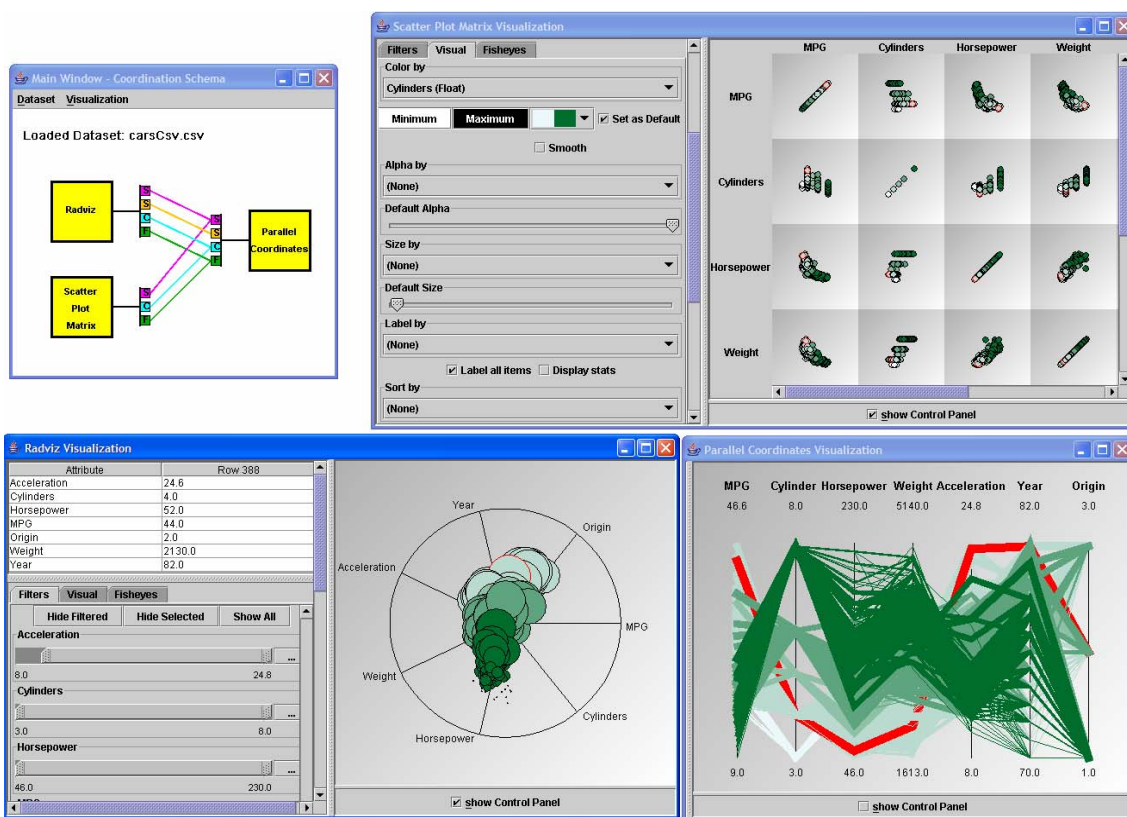 Main Window - Coordination Schema
Dataset Visualization
Loaded Dataset: carsCsv.csv
Radviz
S
S
C
F
S
S
C
F
Parallel
Coordinates
Scatter
Plot
Matrix
S
C
F
Scatter Plot Matrix Visualization
Filters Visual Fisheyes
Color by
Cylinders (Float)
Minimum Maximum Set as Default
Smooth
Alpha by
(None)
Default Alpha
Size by
(None)
Default Size
Label by
(None)
Label all items Display stats
Sort by
(None)
MPG Cylinders Horsepower Weight
MPG
Cylinders
Horsepower
Weight
show Control Panel
Radviz Visualization
Attribute Row 388
Acceleration 24.6
Cylinders 4.0
Horsepower 52.0
MPG 44.0
Origin 2.0
Weight 2130.0
Year 82.0
Filters Visual Fisheyes
Hide Filtered Hide Selected Show All
Acceleration
...
8.0 24.8
Cylinders
...
3.0 8.0
Horsepower
...
46.0 230.0
MPG
Year
Origin
Acceleration
MPG
Weight
Cylinders
Horsepower
show Control Panel
Parallel Coordinates Visualization
MPG Cylinder Horsepower Weight Acceleration Year Origin
46.6 8.0 230.0 5140.0 24.8 82.0 3.0
9.0 3.0 46.0 1613.0 8.0 70.0 1.0
show Control Panel